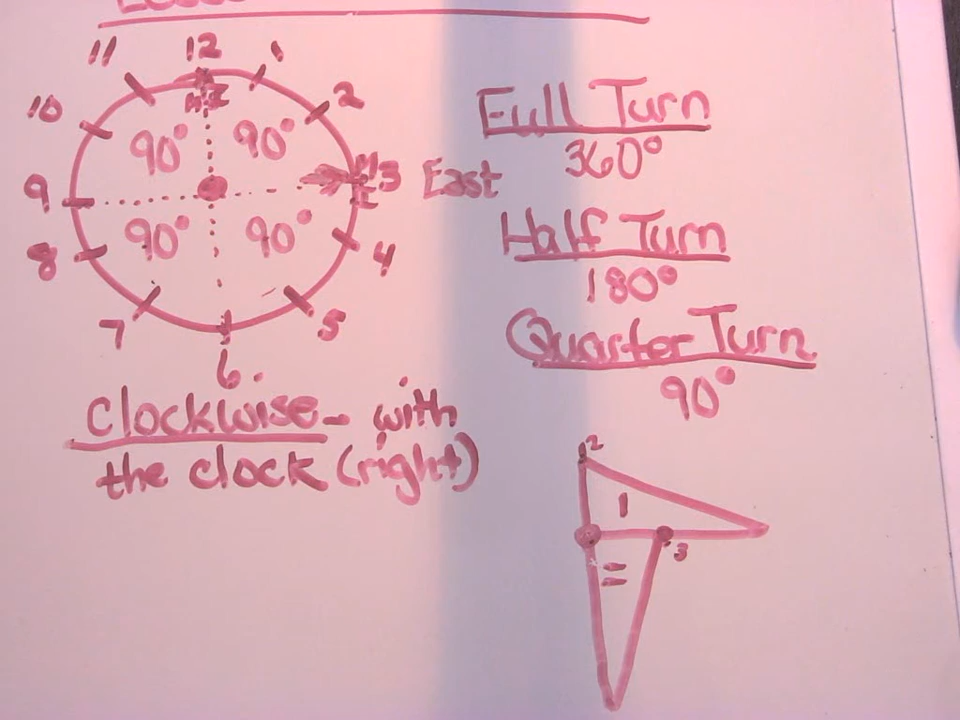 11 12 1
10 2
90° 90°
9 3 East
90° 90°
8 4
7 5
6.
Clockwise - with
the clock (right)
Full Turn
360°
Half Turn
180°
Quarter Turn
90°
2
1
3